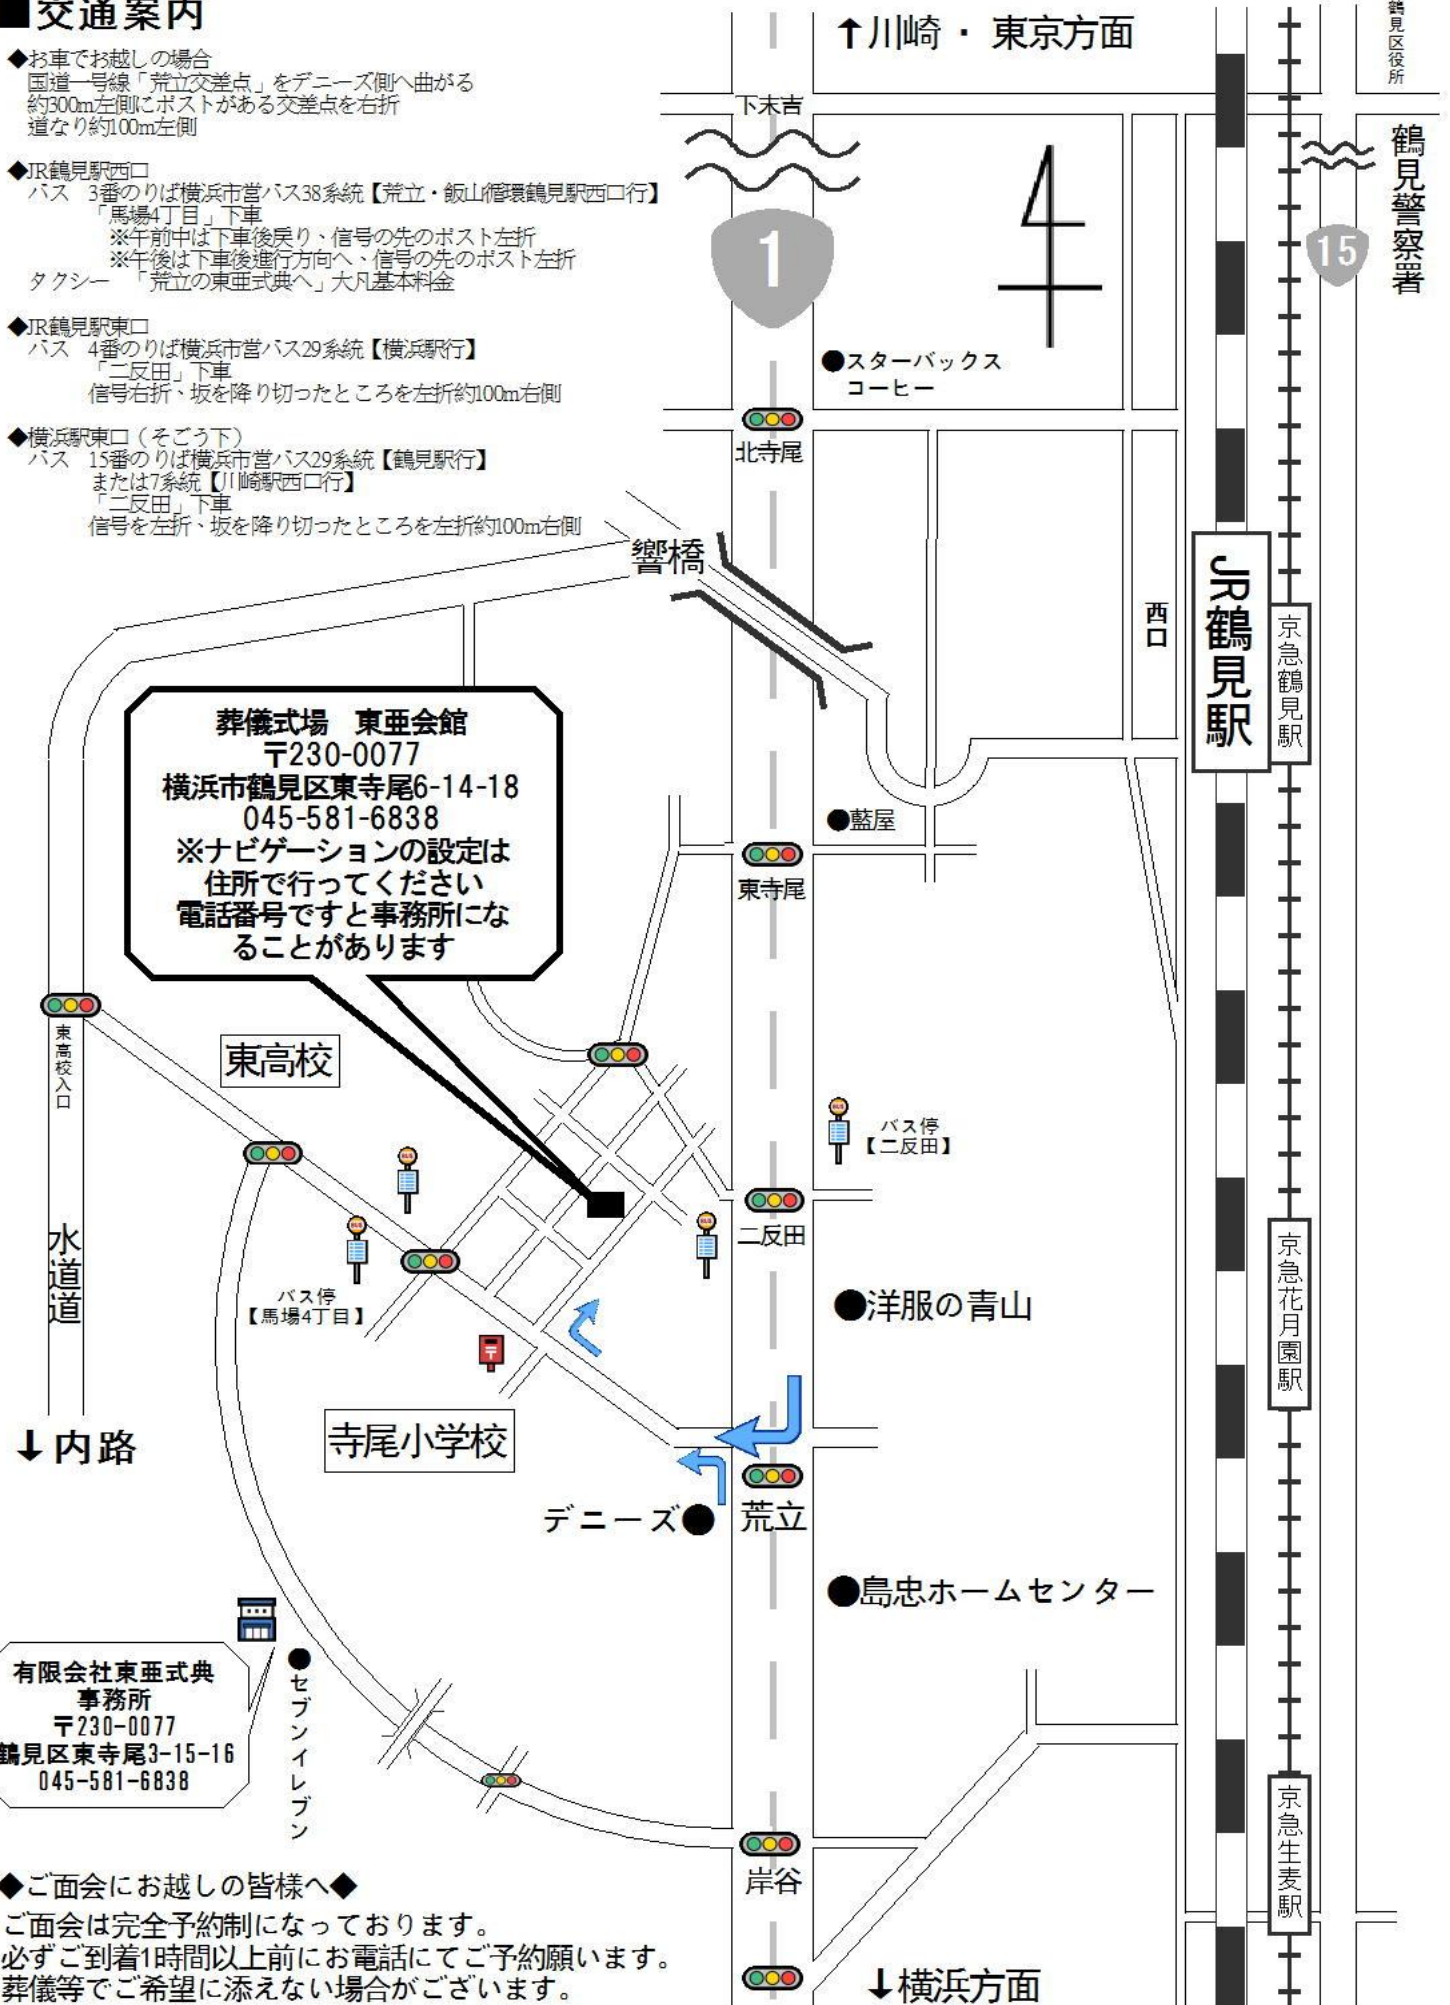 ■交通案内
◆お車でお越しの場合
国道一号線「荒立交差点」をデニーズ側へ曲がる
約300m左側にポストがある交差点を右折
道なり約100m左側
◆JR鶴見駅西口
バス　3番のりば横浜市営バス38系統【荒立・飯山循環鶴見駅西口行】
「馬場4丁目」下車
※午前中は下車後戻り、信号の先のポスト左折
※午後は下車後進行方向へ、信号の先のポスト左折
タクシー　「荒立の東亜式典へ」大凡基本料金
◆JR鶴見駅東口
バス　4番のりば横浜市営バス29系統【横浜駅行】
「二反田」下車
信号右折、坂を降り切ったところを左折約100m右側
◆横浜駅東口（そごう下）
バス　15番のりば横浜市営バス29系統【鶴見駅行】
または7系統【川崎駅西口行】
「二反田」下車
信号を左折、坂を降り切ったところを左折約100m右側
↑川崎・東京方面
鶴見区役所
下末吉
鶴見警察署
1
15
●スターバックス
コーヒー
北寺尾
響橋
西口
JR鶴見駅
京急鶴見駅
葬儀式場　東亜会館
〒230-0077
横浜市鶴見区東寺尾6-14-18
045-581-6838
※ナビゲーションの設定は
住所で行ってください
電話番号ですと事務所にな
ることがあります
●藍屋
東寺尾
東高校入口
東高校
バス停
【二反田】
二反田
水道道
バス停
【馬場4丁目】
〒
●洋服の青山
京急花月園駅
↓内路
寺尾小学校
デニーズ●
荒立
●島忠ホームセンター
有限会社東亜式典
事務所
〒230-0077
鶴見区東寺尾3-15-16
045-581-6838
●セブンイレブン
岸谷
京急生麦駅
◆ご面会にお越しの皆様へ◆
ご面会は完全予約制になっております。
必ずご到着1時間以上前にお電話にてご予約願います。
葬儀等でご希望に添えない場合がございます。
↓横浜方面